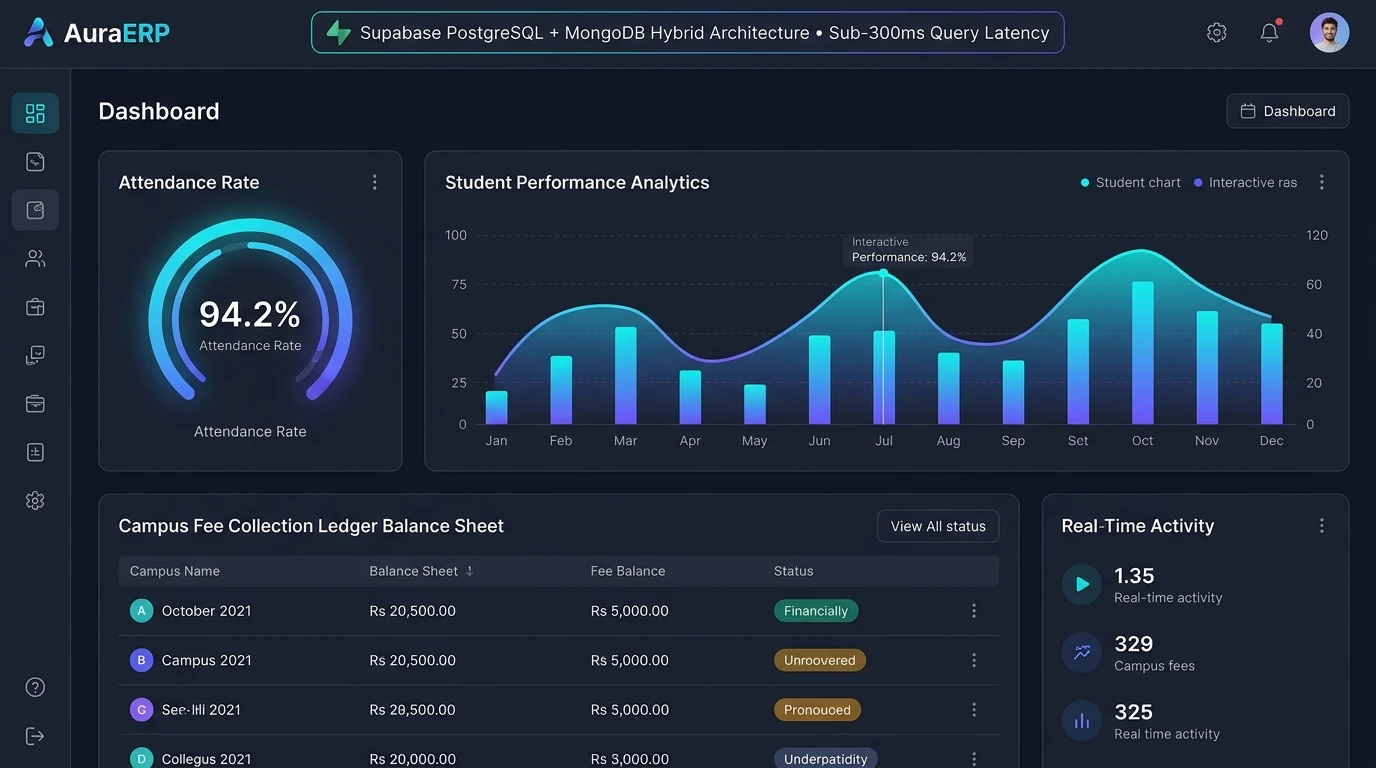 AuraERP
Supabase PostgreSQL + MongoDB Hybrid Architecture • Sub-300ms Query Latency
Dashboard
Dashboard
Attendance Rate
94.2%
Attendance Rate
Attendance Rate
Student Performance Analytics
Student chart
Interactive ras
100
75
50
25
0
120
60
40
20
0
Interactive
Performance: 94.2%
Jan Feb Mar Apr May Jun Jul Aug Sep Set Oct Nov Dec
Campus Fee Collection Ledger Balance Sheet
View All status
Campus Name Balance Sheet Fee Balance Status
A October 2021 Rs 20,500.00 Rs 5,000.00 Financially
B Campus 2021 Rs 20,500.00 Rs 5,000.00 Unroovered
G 2021 Rs Rs 5,000.00 Pronouoed
D Collegus 2021 Rs 20,000.00 Rs 3,000.00 Underpatidity
Real-Time Activity
1.35
Real-time activity
329
Campus fees
325
Real time activity